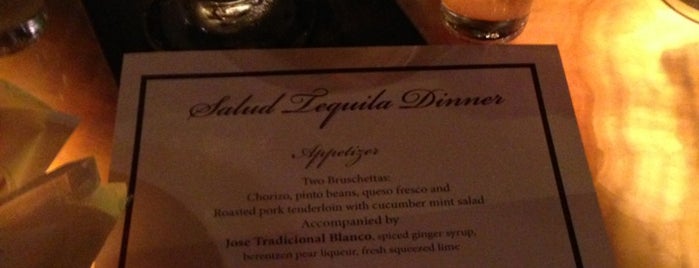 Salud Tequila Dinner
Appetizer
Two Bruschettas:
Chorizo, pinto beans, queso fresco and
Roasted pork tenderloin with cucumber mint salad
Accompanied by
Jose Tradicional Blanco, spiced ginger syrup,
berentzen pear liqueur, fresh squeezed lime